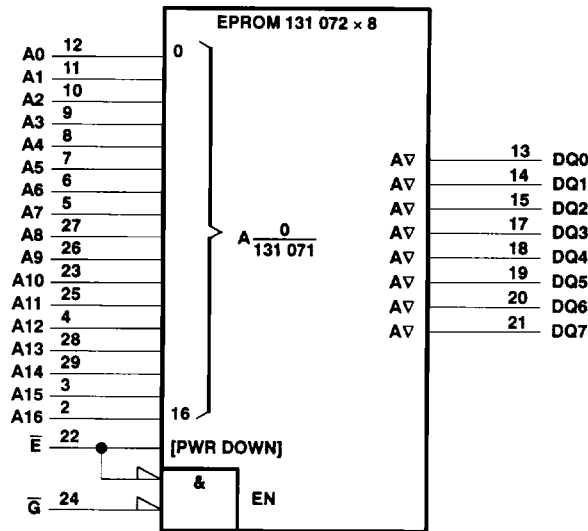 EPROM 131 072 × 8
A0 12 0
A1 11
A2 10
A3 9
A4 8
A5 7
A6 6
A7 5
A8 27
A9 26
A10 23
A11 25
A12 4
A13 28
A14 29
A15 3
A16 2 16
A 0
131 071
A∇ 13 DQ0
A∇ 14 DQ1
A∇ 15 DQ2
A∇ 17 DQ3
A∇ 18 DQ4
A∇ 19 DQ5
A∇ 20 DQ6
A∇ 21 DQ7
E̅ 22 [PWR DOWN]
&
G̅ 24 EN